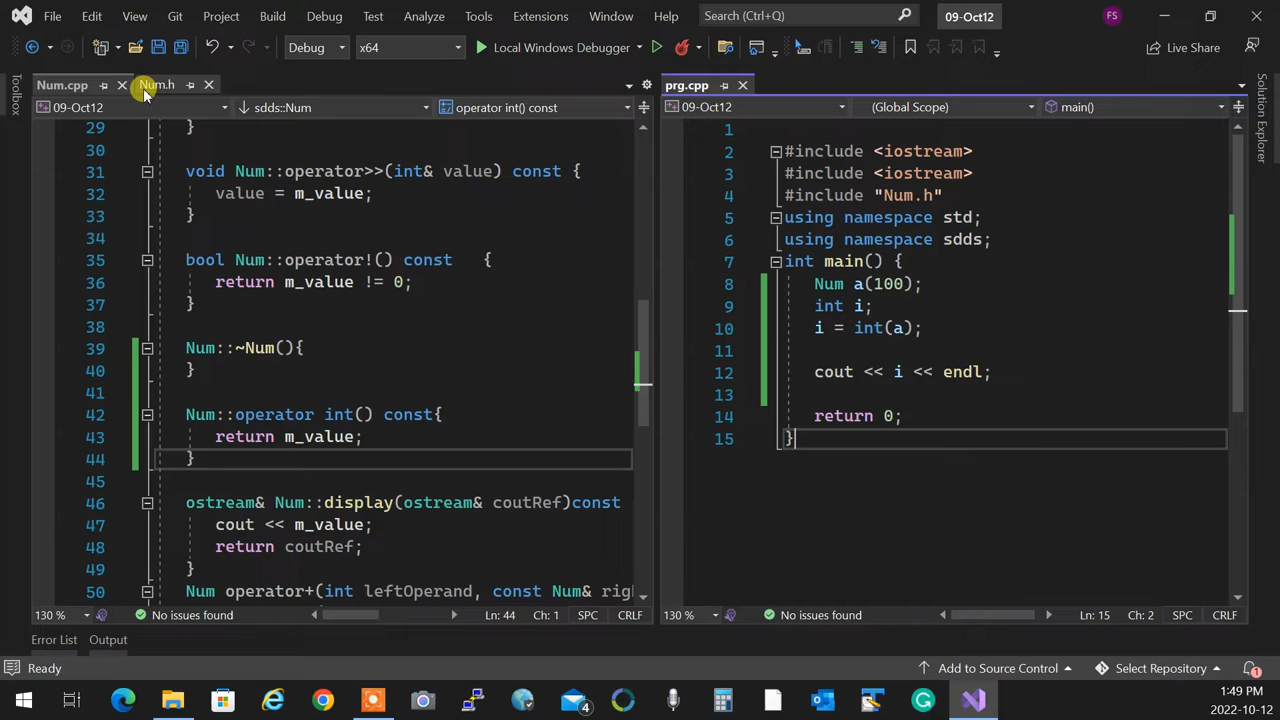 File Edit View Git Project Build Debug Test Analyze Tools Extensions Window Help Search (Ctrl+Q) 09-Oct12 FS
Debug x64 Local Windows Debugger Live Share
Toolbox
Num.cpp Num.h
09-Oct12 sdds::Num operator int() const
29 }
30
31 void Num::operator>>(int& value) const {
32 value = m_value;
33 }
34
35 bool Num::operator!() const {
36 return m_value != 0;
37 }
38
39 Num::~Num(){
40 }
41
42 Num::operator int() const{
43 return m_value;
44 }
45
46 ostream& Num::display(ostream& coutRef)const
47 cout << m_value;
48 return coutRef;
49 }
50 Num operator+(int leftOperand, const Num& rig
130 % No issues found Ln: 44 Ch: 1 SPC CRLF
prg.cpp
09-Oct12 (Global Scope) main()
1
2 #include <iostream>
3 #include <iostream>
4 #include "Num.h"
5 using namespace std;
6 using namespace sdds;
7 int main() {
8 Num a(100);
9 int i;
10 i = int(a);
11
12 cout << i << endl;
13
14 return 0;
15 }
130 % No issues found Ln: 15 Ch: 2 SPC CRLF
Solution Explorer
Error List Output
Ready Add to Source Control Select Repository 1
4 1:49 PM
2022-10-12